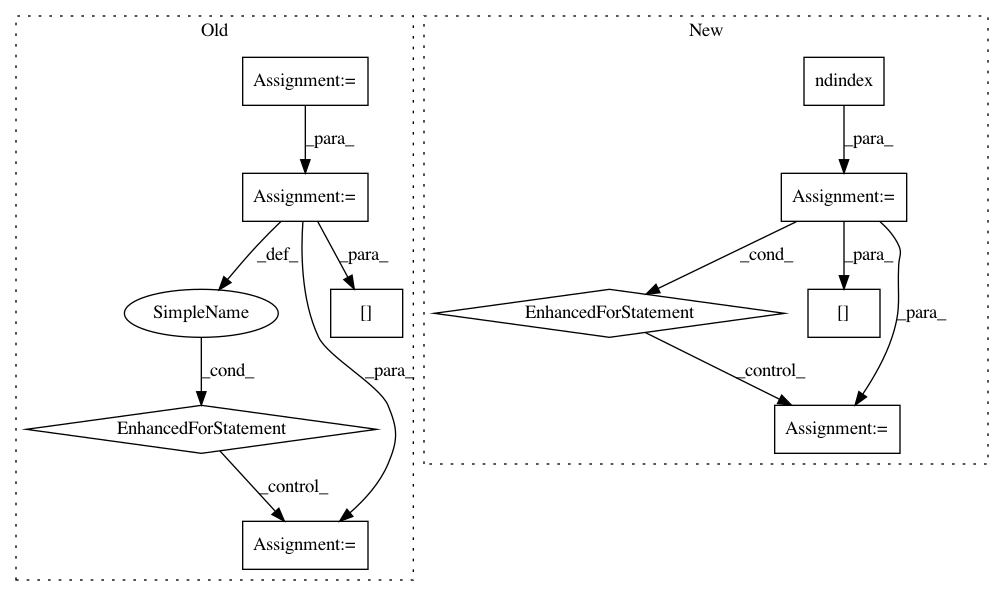 Old
New
Assignment:=
ndindex
_para_
_para_
Assignment:=
Assignment:=
_def_
_para_
_cond_
_para_
SimpleName
[]
EnhancedForStatement
[]
_para_
_cond_
_para_
_control_
EnhancedForStatement
Assignment:=
_control_
Assignment:=